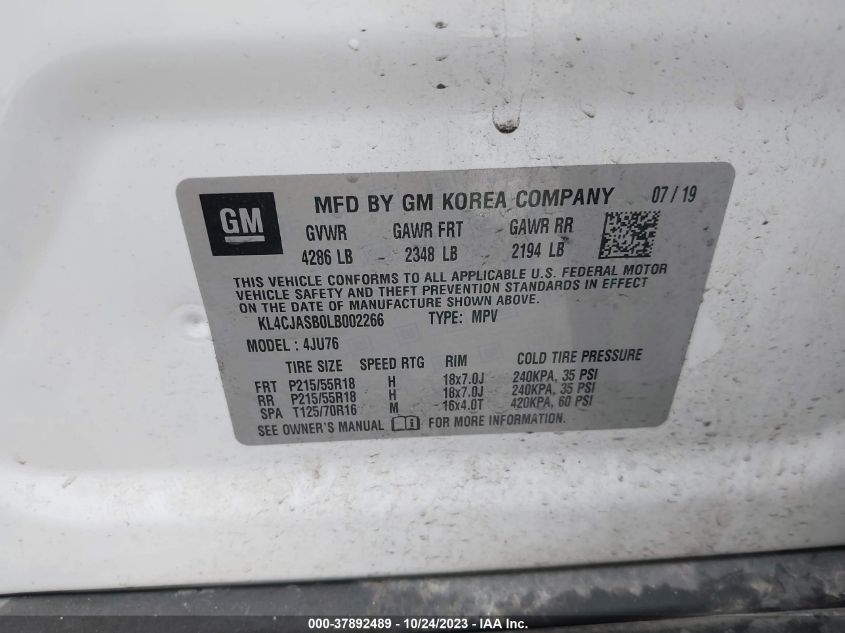 GM
MFD BY GM KOREA COMPANY 07/19
GVWR GAWR FRT GAWR RR
4286 LB - 2348 LB 2194 LB
THIS VEHICLE CONFORMS TO ALL APPLICABLE U.S. FEDERAL MOTOR
VEHICLE SAFETY AND THEFT PREVENTION STANDARDS IN EFFECT
ON THE DATE OF MANUFACTURE SHOWN ABOVE.
KL4CJASB0LB002266 TYPE: MPV
MODEL : 4JU76
TIRE SIZE SPEED RTG RIM COLD TIRE PRESSURE
FRT P215/55R18 H 18x7.0J 240KPA, 35 PSI
RR P215/55R18 H 18x7.0J 240KPA, 35 PSI
SPA T125/70R16 M 16x4.0T 420KPA, 60 PSI
SEE OWNER'S MANUAL FOR MORE INFORMATION.
000-37892489 - 10/24/2023 - IAA Inc.